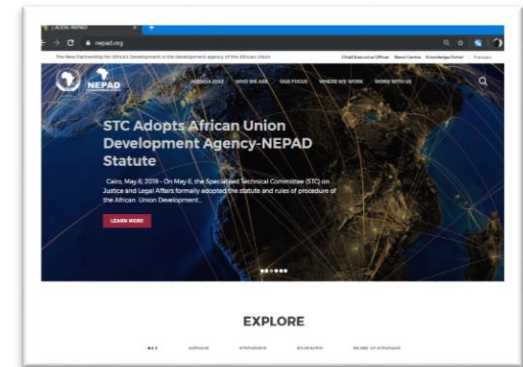 AUDA-NEPAD
nepad.org
The New Partnership for Africa's Development is the development agency of the African Union
Chief Executive Officer News Centre Knowledge Portal Français
NEPAD
AGENDA 2063 WHO WE ARE OUR FOCUS WHERE WE WORK WORK WITH US
STC Adopts African Union
Development Agency-NEPAD
Statute
Cairo, May 6, 2019 - On May 6, the Specialised Technical Committee (STC) on
Justice and Legal Affairs formally adopted the statute and rules of procedure of
the African Union Development...
LEARN MORE
EXPLORE
ALL